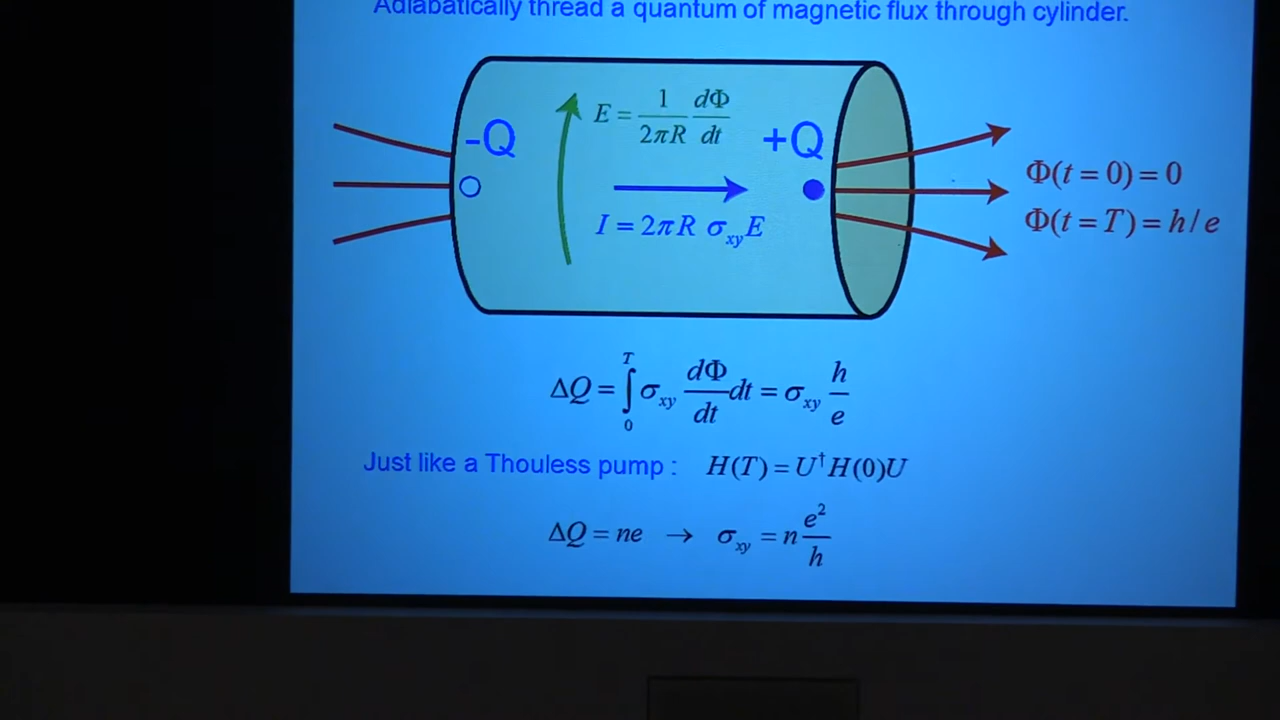 Adiabatically thread a quantum of magnetic flux through cylinder.
E = 1/2πR dΦ/dt
-Q
+Q
I = 2πR σxy E
Φ(t = 0) = 0
Φ(t = T) = h / e
ΔQ = ∫₀ᵀ σxy dΦ/dt dt = σxy h/e
Just like a Thouless pump : H(T) = U†H(0)U
ΔQ = ne → σxy = n e²/h